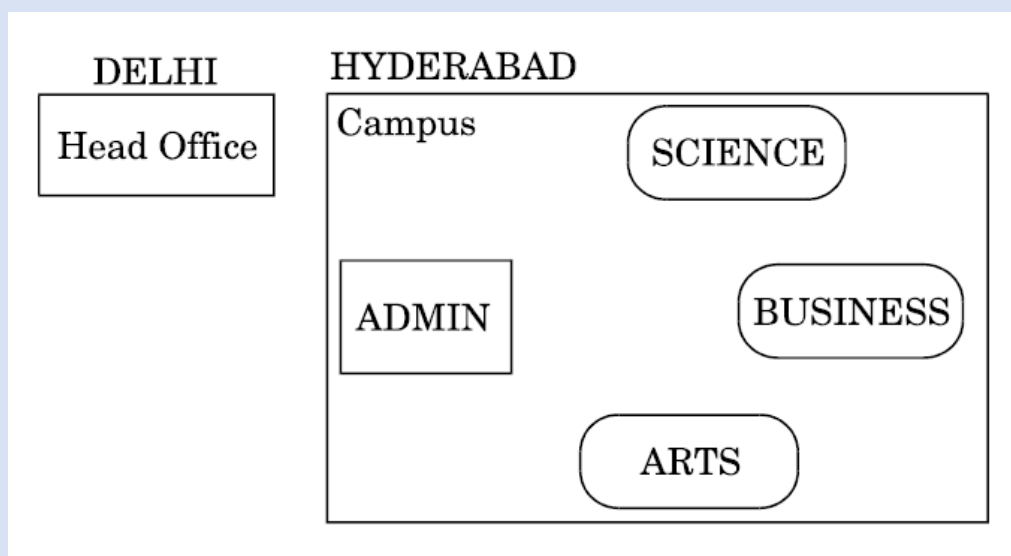 DELHI
Head Office
HYDERABAD
Campus
SCIENCE
ADMIN
BUSINESS
ARTS